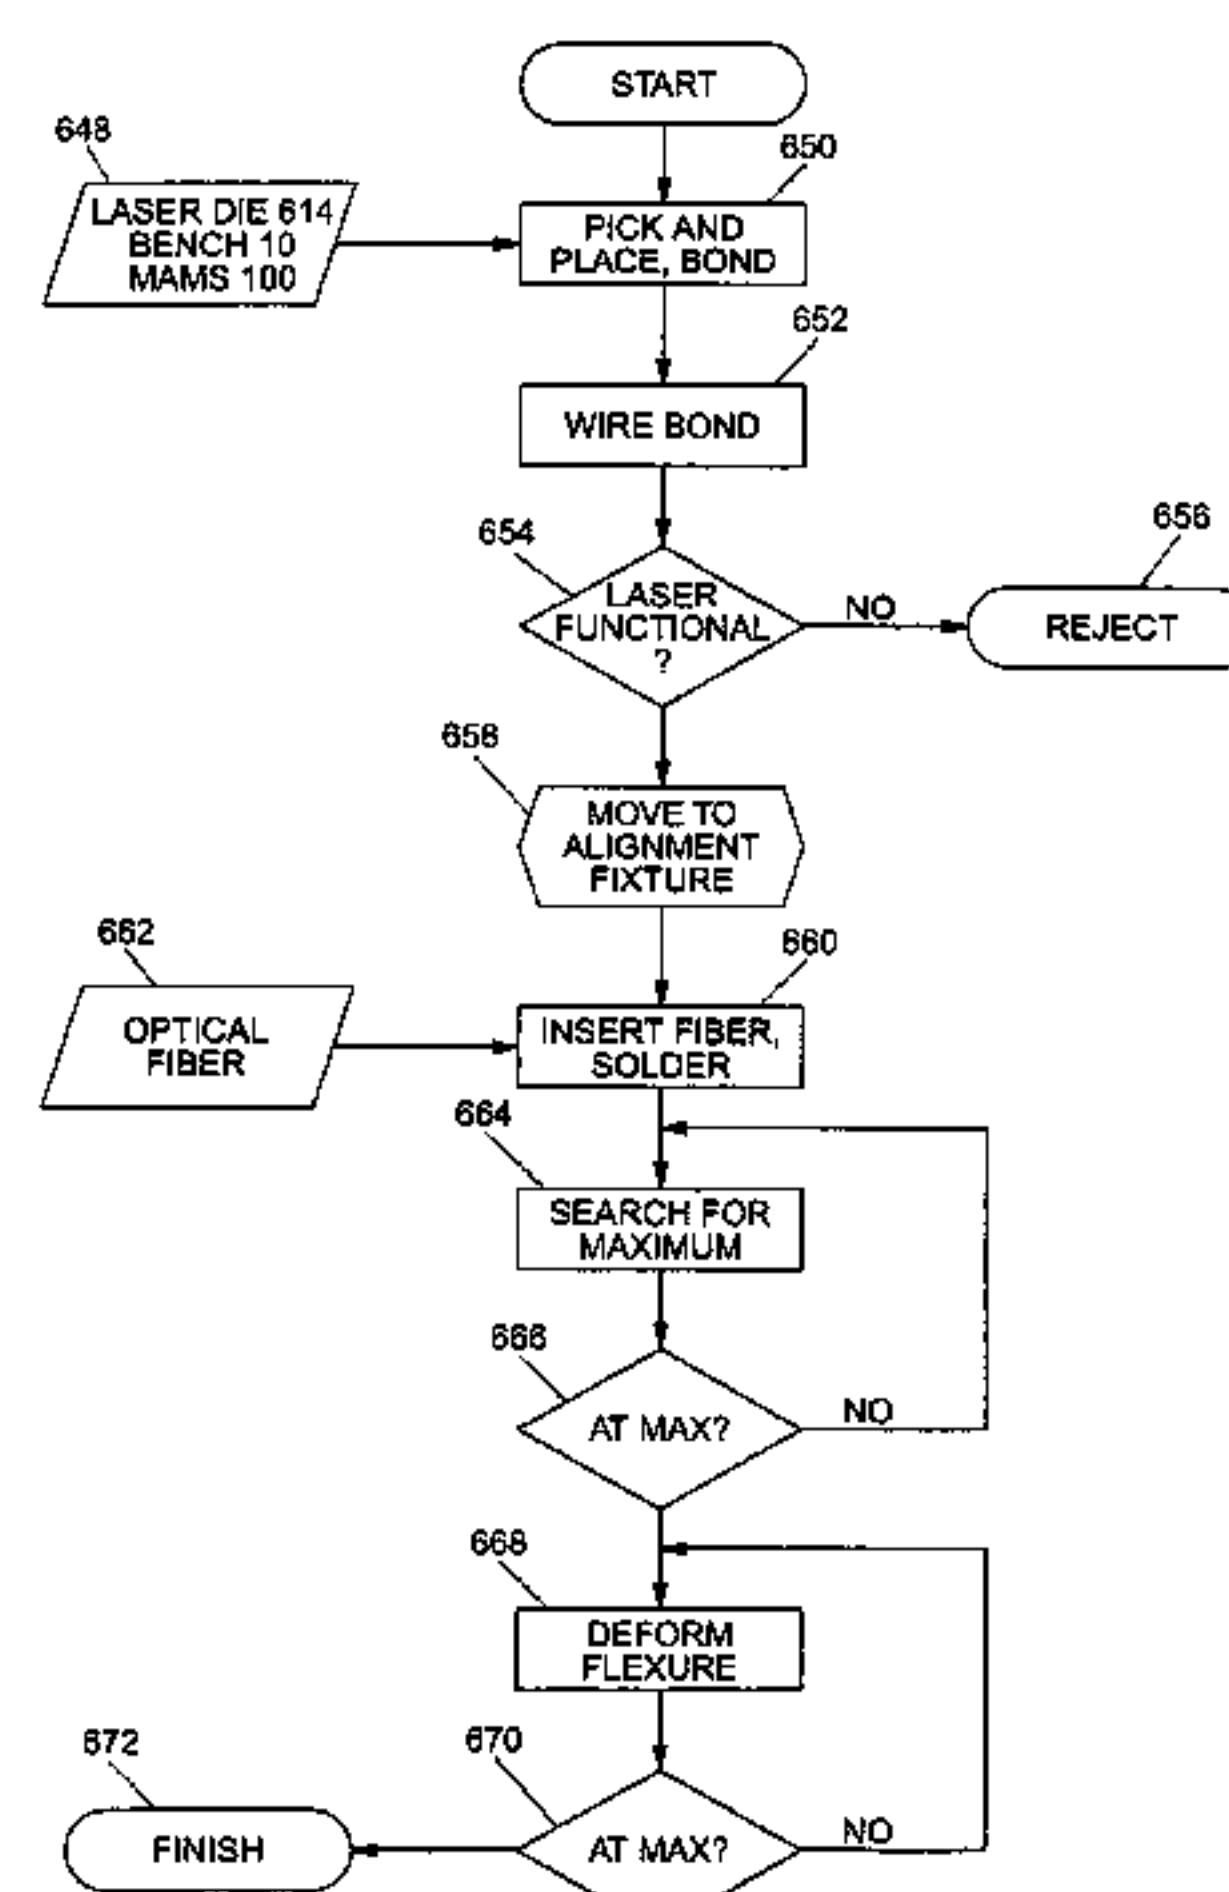 START
648
650
LASER DIE 614
BENCH 10
MAMS 100
PICK AND
PLACE, BOND
652
WIRE BOND
654
656
LASER
FUNCTIONAL
?
NO
REJECT
658
MOVE TO
ALIGNMENT
FIXTURE
662
660
OPTICAL
FIBER
INSERT FIBER,
SOLDER
664
SEARCH FOR
MAXIMUM
666
AT MAX?
NO
668
DEFORM
FLEXURE
672
670
FINISH
AT MAX?
NO